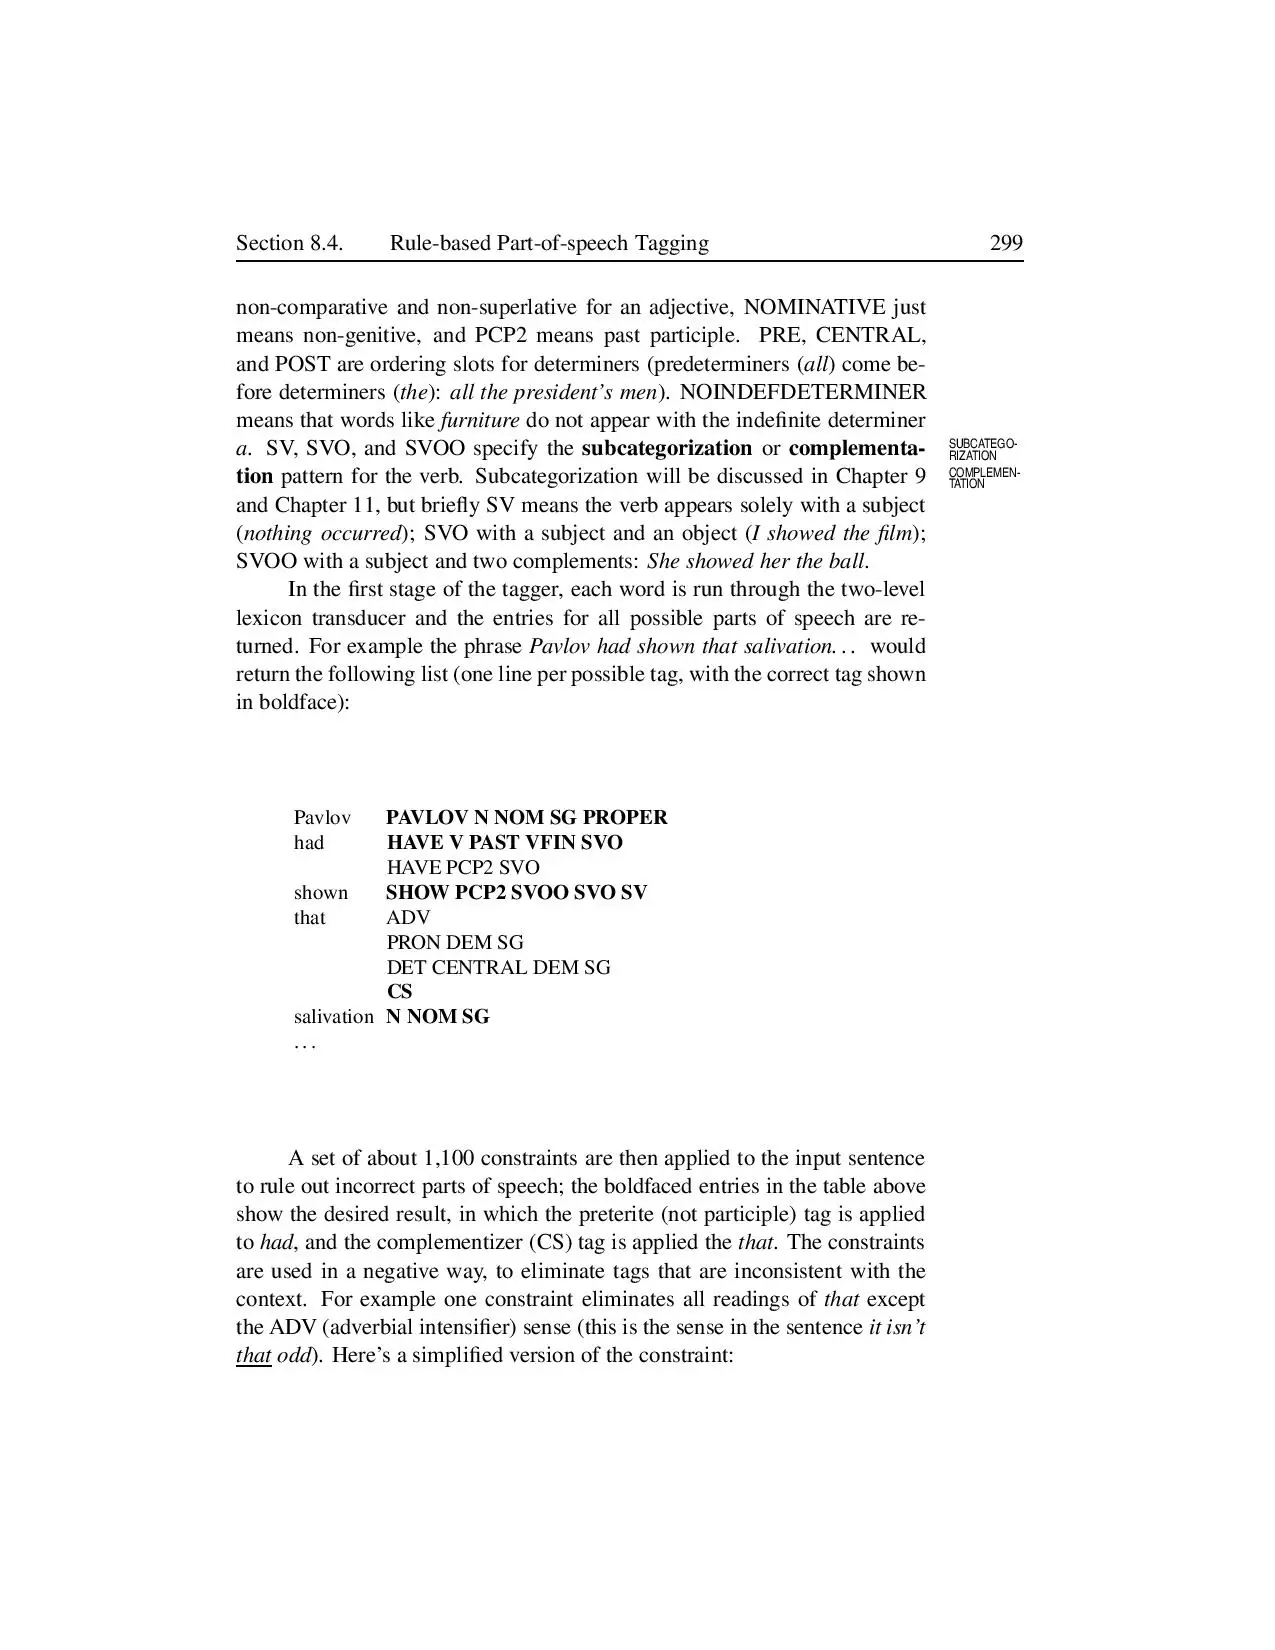 Section 8.4. Rule-based Part-of-speech Tagging 299
non-comparative and non-superlative for an adjective, NOMINATIVE just
means non-genitive, and PCP2 means past participle. PRE, CENTRAL,
and POST are ordering slots for determiners (predeterminers (all) come be-
fore determiners (the): all the president's men). NOINDEFDETERMINER
means that words like furniture do not appear with the indefinite determiner
a. SV, SVO, and SVOO specify the subcategorization or complementa-
tion pattern for the verb. Subcategorization will be discussed in Chapter 9
and Chapter 11, but briefly SV means the verb appears solely with a subject
(nothing occurred); SVO with a subject and an object (I showed the film);
SVOO with a subject and two complements: She showed her the ball.
SUBCATEGO-
RIZATION
COMPLEMEN-
TATION
In the first stage of the tagger, each word is run through the two-level
lexicon transducer and the entries for all possible parts of speech are re-
turned. For example the phrase Pavlov had shown that salivation... would
return the following list (one line per possible tag, with the correct tag shown
in boldface):
Pavlov PAVLOV N NOM SG PROPER
had HAVE V PAST VFIN SVO
HAVE PCP2 SVO
shown SHOW PCP2 SVOO SVO SV
that ADV
PRON DEM SG
DET CENTRAL DEM SG
CS
salivation N NOM SG
...
A set of about 1,100 constraints are then applied to the input sentence
to rule out incorrect parts of speech; the boldfaced entries in the table above
show the desired result, in which the preterite (not participle) tag is applied
to had, and the complementizer (CS) tag is applied the that. The constraints
are used in a negative way, to eliminate tags that are inconsistent with the
context. For example one constraint eliminates all readings of that except
the ADV (adverbial intensifier) sense (this is the sense in the sentence it isn't
that odd). Here's a simplified version of the constraint: